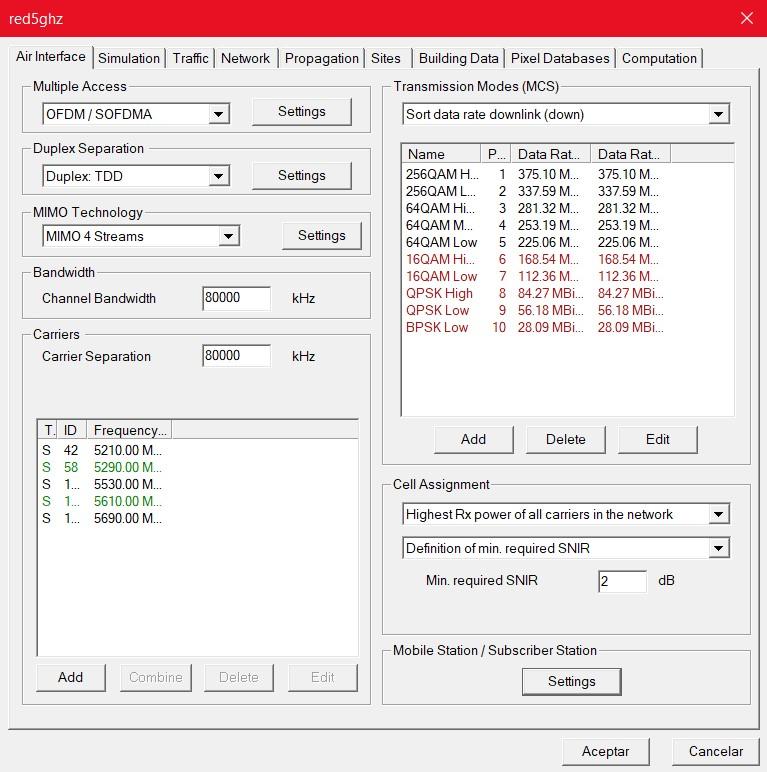 red5ghz
Air Interface Simulation Traffic Network Propagation Sites Building Data Pixel Databases Computation
Multiple Access
OFDM / SOFDMA Settings
Duplex Separation
Duplex: TDD Settings
MIMO Technology
MIMO 4 Streams Settings
Bandwidth
Channel Bandwidth 80000 kHz
Carriers
Carrier Separation 80000 kHz
T. ID Frequency...
S 42 5210.00 M...
S 58 5290.00 M...
S 1... 5530.00 M...
S 1... 5610.00 M...
S 1... 5690.00 M...
Add Combine Delete Edit
Transmission Modes (MCS)
Sort data rate downlink (down)
Name P... Data Rat... Data Rat...
256QAM H... 1 375.10 M... 375.10 M...
256QAM L... 2 337.59 M... 337.59 M...
64QAM Hi... 3 281.32 M... 281.32 M...
64QAM M... 4 253.19 M... 253.19 M...
64QAM Low 5 225.06 M... 225.06 M...
16QAM Hi... 6 168.54 M... 168.54 M...
16QAM Low 7 112.36 M... 112.36 M...
QPSK High 8 84.27 MBi... 84.27 MBi...
QPSK Low 9 56.18 MBi... 56.18 MBi...
BPSK Low 10 28.09 MBi... 28.09 MBi...
Add Delete Edit
Cell Assignment
Highest Rx power of all carriers in the network
Definition of min. required SNIR
Min. required SNIR 2 dB
Mobile Station / Subscriber Station
Settings
Aceptar Cancelar